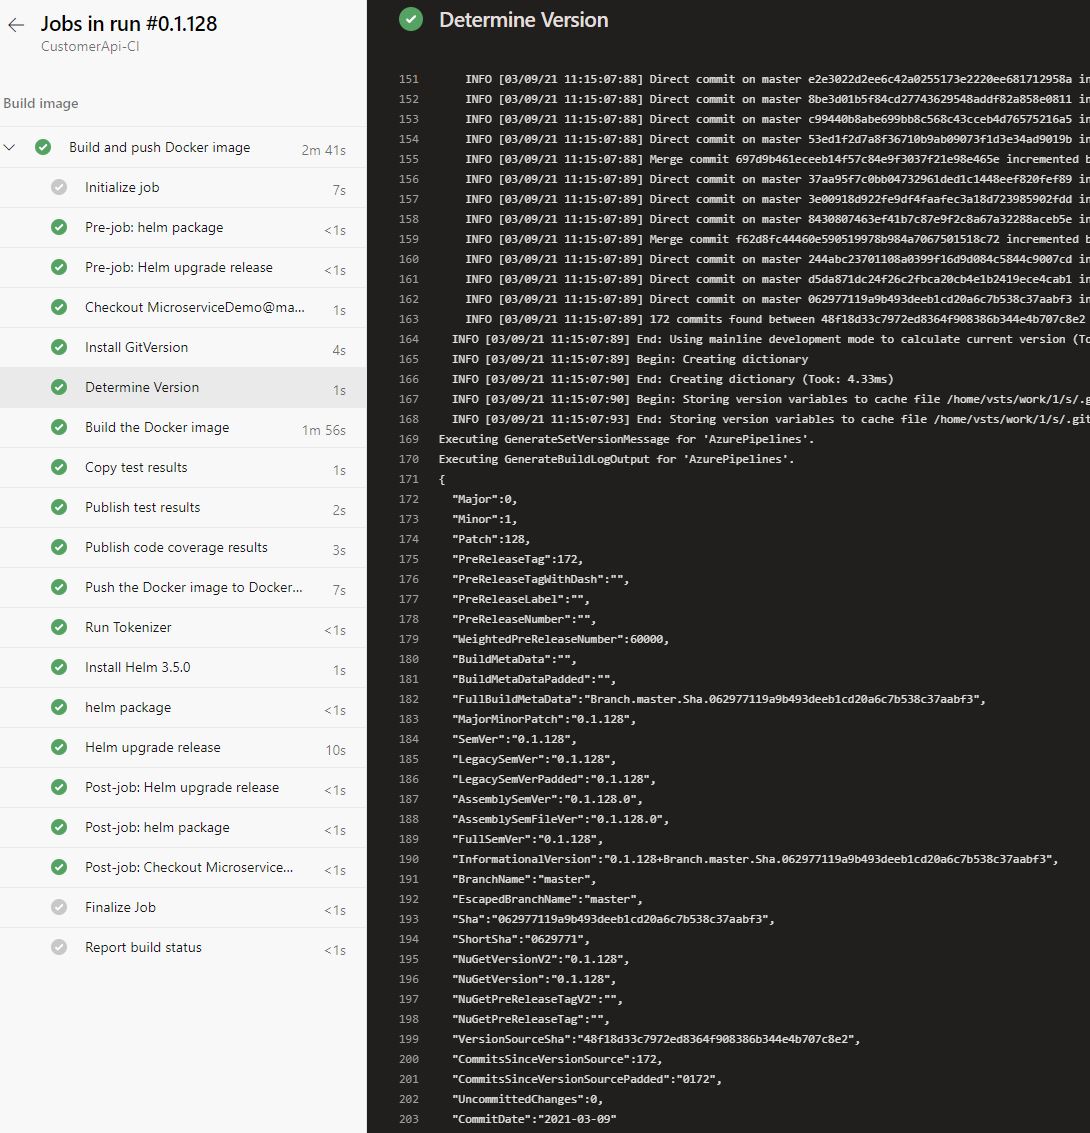 Jobs in run #0.1.128
CustomerApi-CI
Build image
Build and push Docker image 2m 41s
Initialize job 7s
Pre-job: helm package <1s
Pre-job: Helm upgrade release <1s
Checkout MicroserviceDemo@ma... 1s
Install GitVersion 4s
Determine Version 1s
Build the Docker image 1m 56s
Copy test results 1s
Publish test results 2s
Publish code coverage results 3s
Push the Docker image to Docker... 7s
Run Tokenizer <1s
Install Helm 3.5.0 1s
helm package <1s
Helm upgrade release 10s
Post-job: Helm upgrade release <1s
Post-job: helm package <1s
Post-job: Checkout Microservice... <1s
Finalize Job <1s
Report build status <1s
Determine Version
151 INFO [03/09/21 11:15:07:88] Direct commit on master e2e3022d2ee6c42a0255173e2220ee681712958a in
152 INFO [03/09/21 11:15:07:88] Direct commit on master 8be3d01b5f84cd27743629548addf82a858e0811 in
153 INFO [03/09/21 11:15:07:88] Direct commit on master c99440b8abe699bb8c568c43cceb4d76575216a5 in
154 INFO [03/09/21 11:15:07:88] Direct commit on master 53ed1f2d7a8f36710b9ab09073f1d3e34ad9019b in
155 INFO [03/09/21 11:15:07:88] Merge commit 697d9b461eceeb14f57c84e9f3037f21e98e465e incremented b
156 INFO [03/09/21 11:15:07:89] Direct commit on master 37aa95f7c0bb04732961ded1c1448eef820fef89 in
157 INFO [03/09/21 11:15:07:89] Direct commit on master 3e00918d922fe9df4faafec3a18d723985902fdd in
158 INFO [03/09/21 11:15:07:89] Direct commit on master 8430807463ef41b7c87e9f2c8a67a32288aceb5e in
159 INFO [03/09/21 11:15:07:89] Merge commit f62d8fc44460e590519978b984a7067501518c72 incremented b
160 INFO [03/09/21 11:15:07:89] Direct commit on master 244abc23701108a0399f16d9d084c5844c9007cd in
161 INFO [03/09/21 11:15:07:89] Direct commit on master d5da871dc24f26c2fbca20cb4e1b2419ece4cab1 in
162 INFO [03/09/21 11:15:07:89] Direct commit on master 062977119a9b493deeb1cd20a6c7b538c37aabf3 in
163 INFO [03/09/21 11:15:07:89] 172 commits found between 48f18d33c7972ed8364f908386b344e4b707c8e2
164 INFO [03/09/21 11:15:07:89] End: Using mainline development mode to calculate current version (To
165 INFO [03/09/21 11:15:07:89] Begin: Creating dictionary
166 INFO [03/09/21 11:15:07:90] End: Creating dictionary (Took: 4.33ms)
167 INFO [03/09/21 11:15:07:90] Begin: Storing version variables to cache file /home/vsts/work/1/s/.g
168 INFO [03/09/21 11:15:07:93] End: Storing version variables to cache file /home/vsts/work/1/s/.git
169 Executing GenerateSetVersionMessage for 'AzurePipelines'.
170 Executing GenerateBuildLogOutput for 'AzurePipelines'.
171 {
172 "Major":0,
173 "Minor":1,
174 "Patch":128,
175 "PreReleaseTag":172,
176 "PreReleaseTagWithDash":"",
177 "PreReleaseLabel":"",
178 "PreReleaseNumber":"",
179 "WeightedPreReleaseNumber":60000,
180 "BuildMetaData":"",
181 "BuildMetaDataPadded":"",
182 "FullBuildMetaData":"Branch.master.Sha.062977119a9b493deeb1cd20a6c7b538c37aabf3",
183 "MajorMinorPatch":"0.1.128",
184 "SemVer":"0.1.128",
185 "LegacySemVer":"0.1.128",
186 "LegacySemVerPadded":"0.1.128",
187 "AssemblySemVer":"0.1.128.0",
188 "AssemblySemFileVer":"0.1.128.0",
189 "FullSemVer":"0.1.128",
190 "InformationalVersion":"0.1.128+Branch.master.Sha.062977119a9b493deeb1cd20a6c7b538c37aabf3",
191 "BranchName":"master",
192 "EscapedBranchName":"master",
193 "Sha":"062977119a9b493deeb1cd20a6c7b538c37aabf3",
194 "ShortSha":"0629771",
195 "NuGetVersionV2":"0.1.128",
196 "NuGetVersion":"0.1.128",
197 "NuGetPreReleaseTagV2":"",
198 "NuGetPreReleaseTag":"",
199 "VersionSourceSha":"48f18d33c7972ed8364f908386b344e4b707c8e2",
200 "CommitsSinceVersionSource":172,
201 "CommitsSinceVersionSourcePadded":"0172",
202 "UncommittedChanges":0,
203 "CommitDate":"2021-03-09"